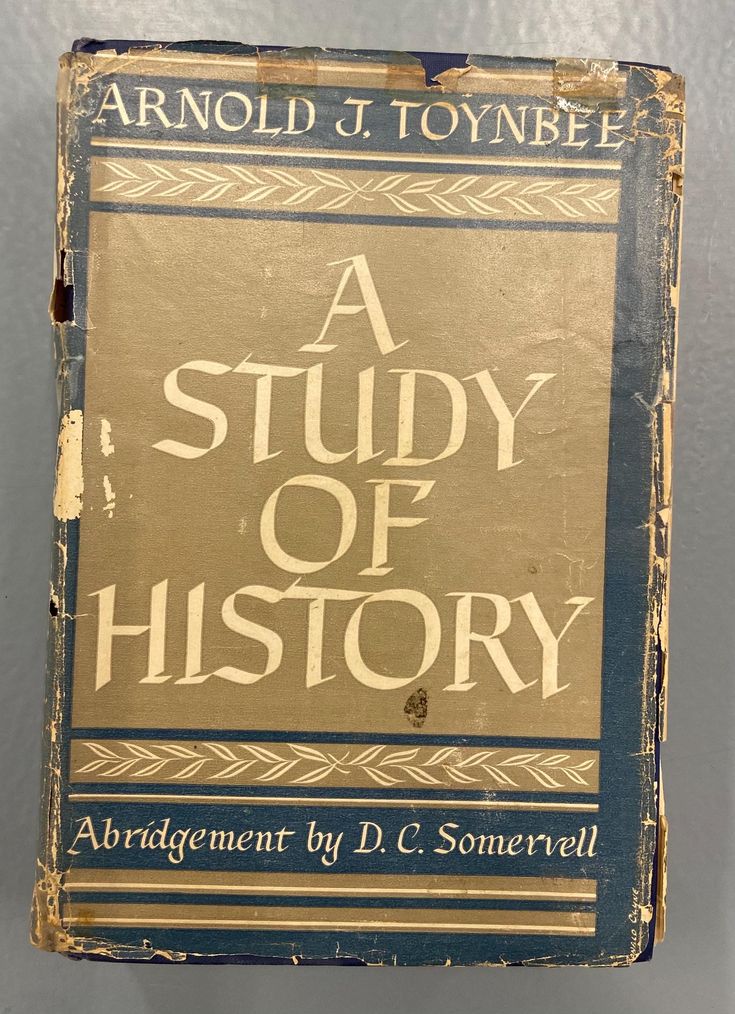 ARNOLD J. TOYNBEE
A
STUDY
OF
HISTORY
Abridgement by D. C. Somervell